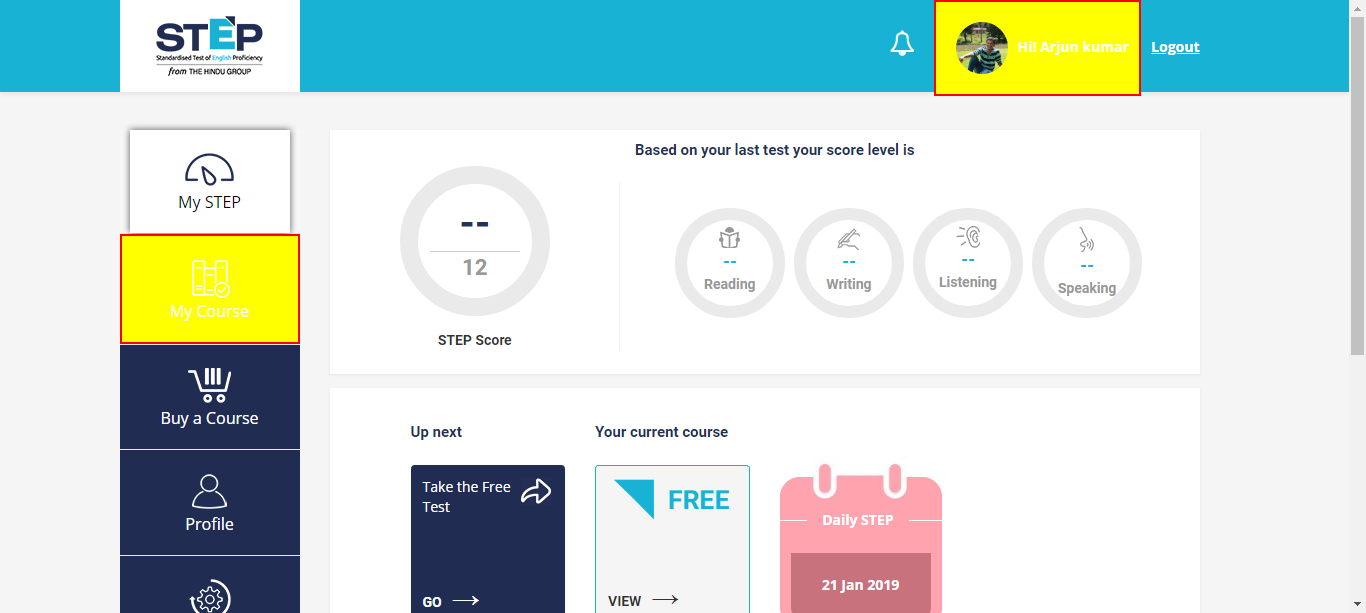 STEP
Standardised Test of English Proficiency
from THE HINDU GROUP
Hi! Arjun kumar
Logout
My STEP
My Course
Buy a Course
Profile
Based on your last test your score level is
--
12
STEP Score
--
Reading
--
Writing
--
Listening
--
Speaking
Up next
Take the Free
Test
GO
Your current course
FREE
VIEW
Daily STEP
21 Jan 2019